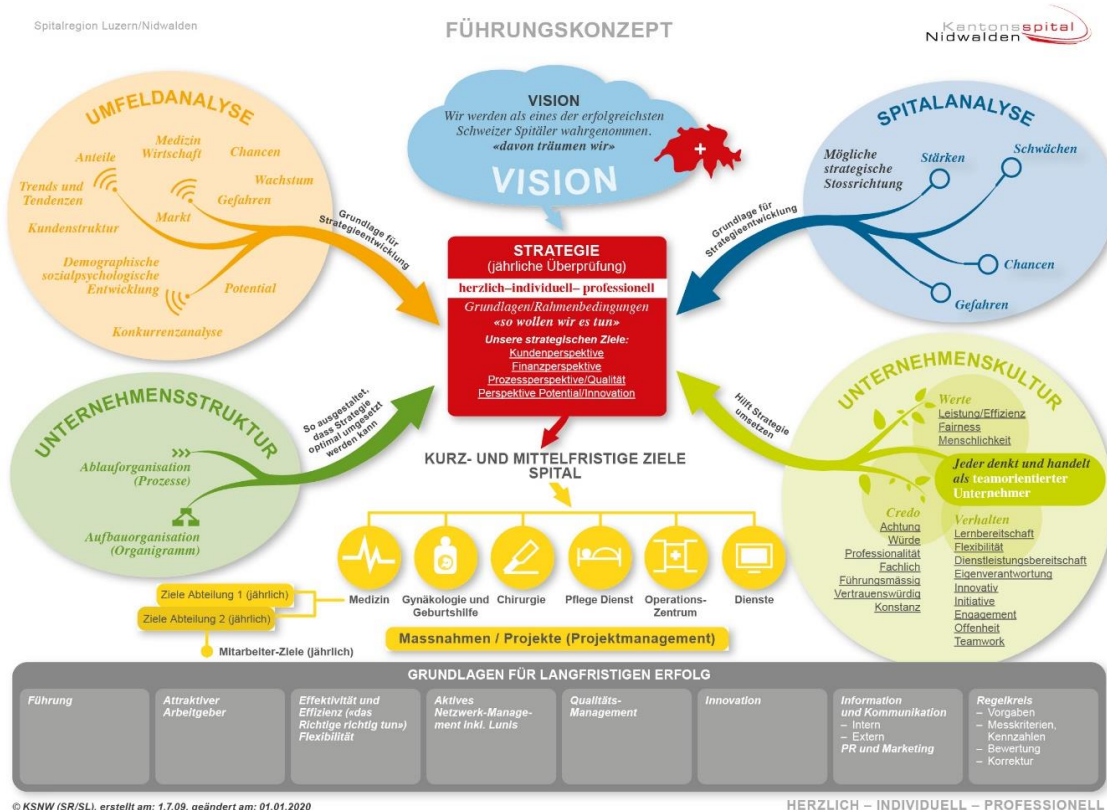 Spitalregion Luzern/Nidwalden
FÜHRUNGSKONZEPT
Kantonsspital
Nidwalden
UMFELDANALYSE
Medizin
Wirtschaft
Chancen
Anteile
Wachstum
Trends und
Tendenzen
Gefahren
Markt
Kundenstruktur
Demographische
sozialpsychologische
Entwicklung
Potential
Konkurrenzanalyse
Grundlage für
Strategieentwicklung
VISION
Wir werden als eines der erfolgreichsten
Schweizer Spitäler wahrgenommen.
«davon träumen wir»
VISION
SPITALANALYSE
Mögliche
strategische
Stossrichtung
Stärken
Schwächen
Chancen
Gefahren
Grundlage für
Strategieentwicklung
STRATEGIE
(jährliche Überprüfung)
herzlich–individuell– professionell
Grundlagen/Rahmenbedingungen
«so wollen wir es tun»
Unsere strategischen Ziele:
Kundenperspektive
Finanzperspektive
Prozessperspektive/Qualität
Perspektive Potential/Innovation
UNTERNEHMENSSTRUKTUR
Ablauforganisation
(Prozesse)
Aufbauorganisation
(Organigramm)
So ausgestaltet,
dass Strategie
optimal umgesetzt
werden kann
UNTERNEHMENSKULTUR
Werte
Leistung/Effizienz
Fairness
Menschlichkeit
Jeder denkt und handelt
als teamorientierter
Unternehmer
Credo
Achtung
Würde
Professionalität
Fachlich
Führungsmässig
Vertrauenswürdig
Konstanz
Verhalten
Lernbereitschaft
Flexibilität
Dienstleistungsbereitschaft
Eigenverantwortung
Innovativ
Initiative
Engagement
Offenheit
Teamwork
Hilft Strategie
umsetzen
KURZ- UND MITTELFRISTIGE ZIELE
SPITAL
Medizin
Gynäkologie und
Geburtshilfe
Chirurgie
Pflege Dienst
Operations-
Zentrum
Dienste
Ziele Abteilung 1 (jährlich)
Ziele Abteilung 2 (jährlich)
Mitarbeiter-Ziele (jährlich)
Massnahmen / Projekte (Projektmanagement)
GRUNDLAGEN FÜR LANGFRISTIGEN ERFOLG
Führung
Attraktiver
Arbeitgeber
Effektivität und
Effizienz («das
Richtige richtig tun»)
Flexibilität
Aktives
Netzwerk-Manage-
ment inkl. Lunis
Qualitäts-
Management
Innovation
Information
und Kommunikation
– Intern
– Extern
PR und Marketing
Regelkreis
– Vorgaben
– Messkriterien,
Kennzahlen
– Bewertung
– Korrektur
© KSNW (SR/SL), erstellt am: 1.7.09, geändert am: 01.01.2020
HERZLICH – INDIVIDUELL – PROFESSIONELL